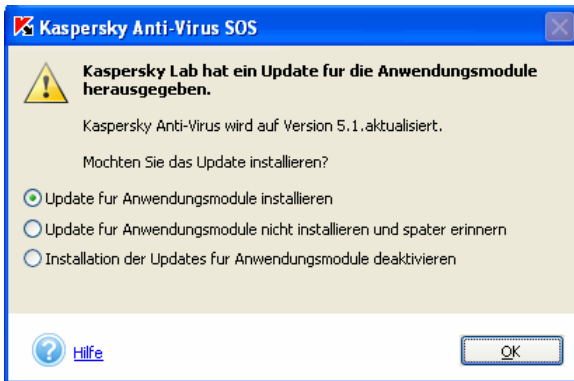 Kaspersky Anti-Virus SOS
Kaspersky Lab hat ein Update fur die Anwendungsmodule
herausgegeben.
Kaspersky Anti-Virus wird auf Version 5.1.aktualisiert.
Mochten Sie das Update installieren?
Update fur Anwendungsmodule installieren
Update fur Anwendungsmodule nicht installieren und spater erinnern
Installation der Updates fur Anwendungsmodule deaktivieren
Hilfe
OK